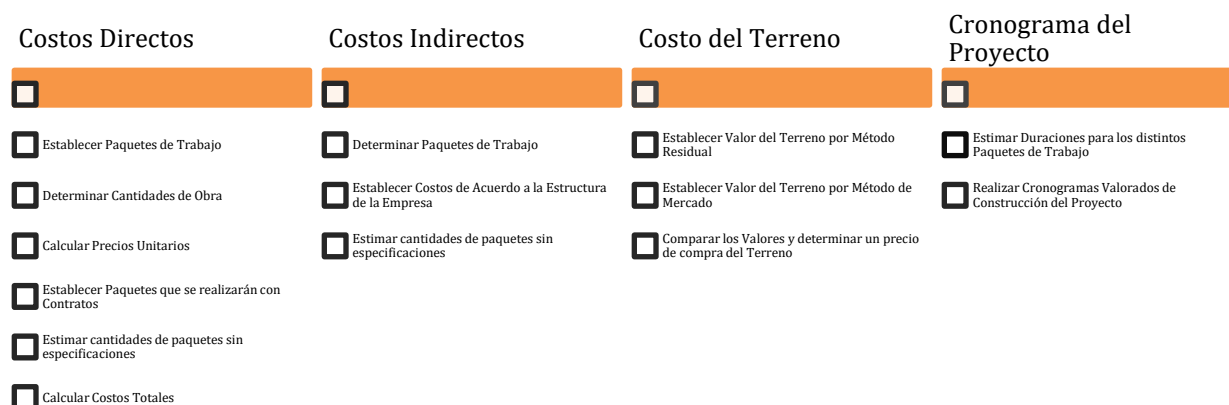 Costos Directos
Establecer Paquetes de Trabajo
Determinar Cantidades de Obra
Calcular Precios Unitarios
Establecer Paquetes que se realizarán con
Contratos
Estimar cantidades de paquetes sin
especificaciones
Calcular Costos Totales
Costos Indirectos
Determinar Paquetes de Trabajo
Establecer Costos de Acuerdo a la Estructura
de la Empresa
Estimar cantidades de paquetes sin
especificaciones
Costo del Terreno
Establecer Valor del Terreno por Método
Residual
Establecer Valor del Terreno por Método de
Mercado
Comparar los Valores y determinar un precio
de compra del Terreno
Cronograma del
Proyecto
Estimar Duraciones para los distintos
Paquetes de Trabajo
Realizar Cronogramas Valorados de
Construcción del Proyecto